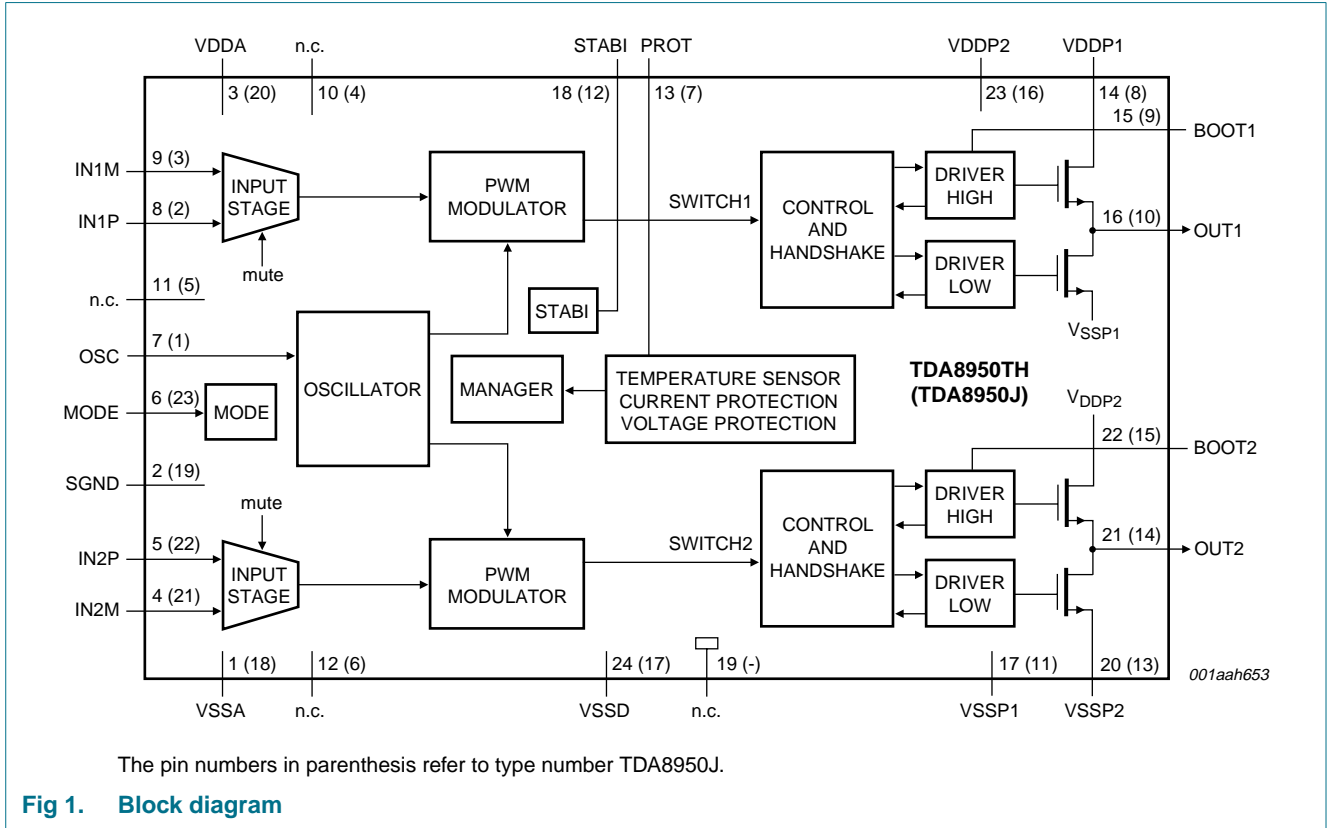 VDDA n.c. STABI PROT VDDP2 VDDP1
3 (20) 10 (4) 18 (12) 13 (7) 23 (16) 14 (8)
15 (9) BOOT1
IN1M 9 (3)
INPUT
STAGE
IN1P 8 (2)
mute
PWM
MODULATOR
SWITCH1
CONTROL
AND
HANDSHAKE
DRIVER
HIGH
16 (10) OUT1
DRIVER
LOW
VSSP1
n.c. 11 (5)
STABI
OSC 7 (1)
OSCILLATOR
MANAGER
TEMPERATURE SENSOR
CURRENT PROTECTION
VOLTAGE PROTECTION
TDA8950TH
(TDA8950J)
MODE 6 (23) MODE
VDDP2
22 (15) BOOT2
SGND 2 (19)
mute
IN2P 5 (22)
INPUT
STAGE
IN2M 4 (21)
PWM
MODULATOR
SWITCH2
CONTROL
AND
HANDSHAKE
DRIVER
HIGH
21 (14) OUT2
DRIVER
LOW
1 (18) 12 (6) 24 (17) 19 (-) 17 (11) 20 (13)
001aah653
VSSA n.c. VSSD n.c. VSSP1 VSSP2
The pin numbers in parenthesis refer to type number TDA8950J.
Fig 1. Block diagram